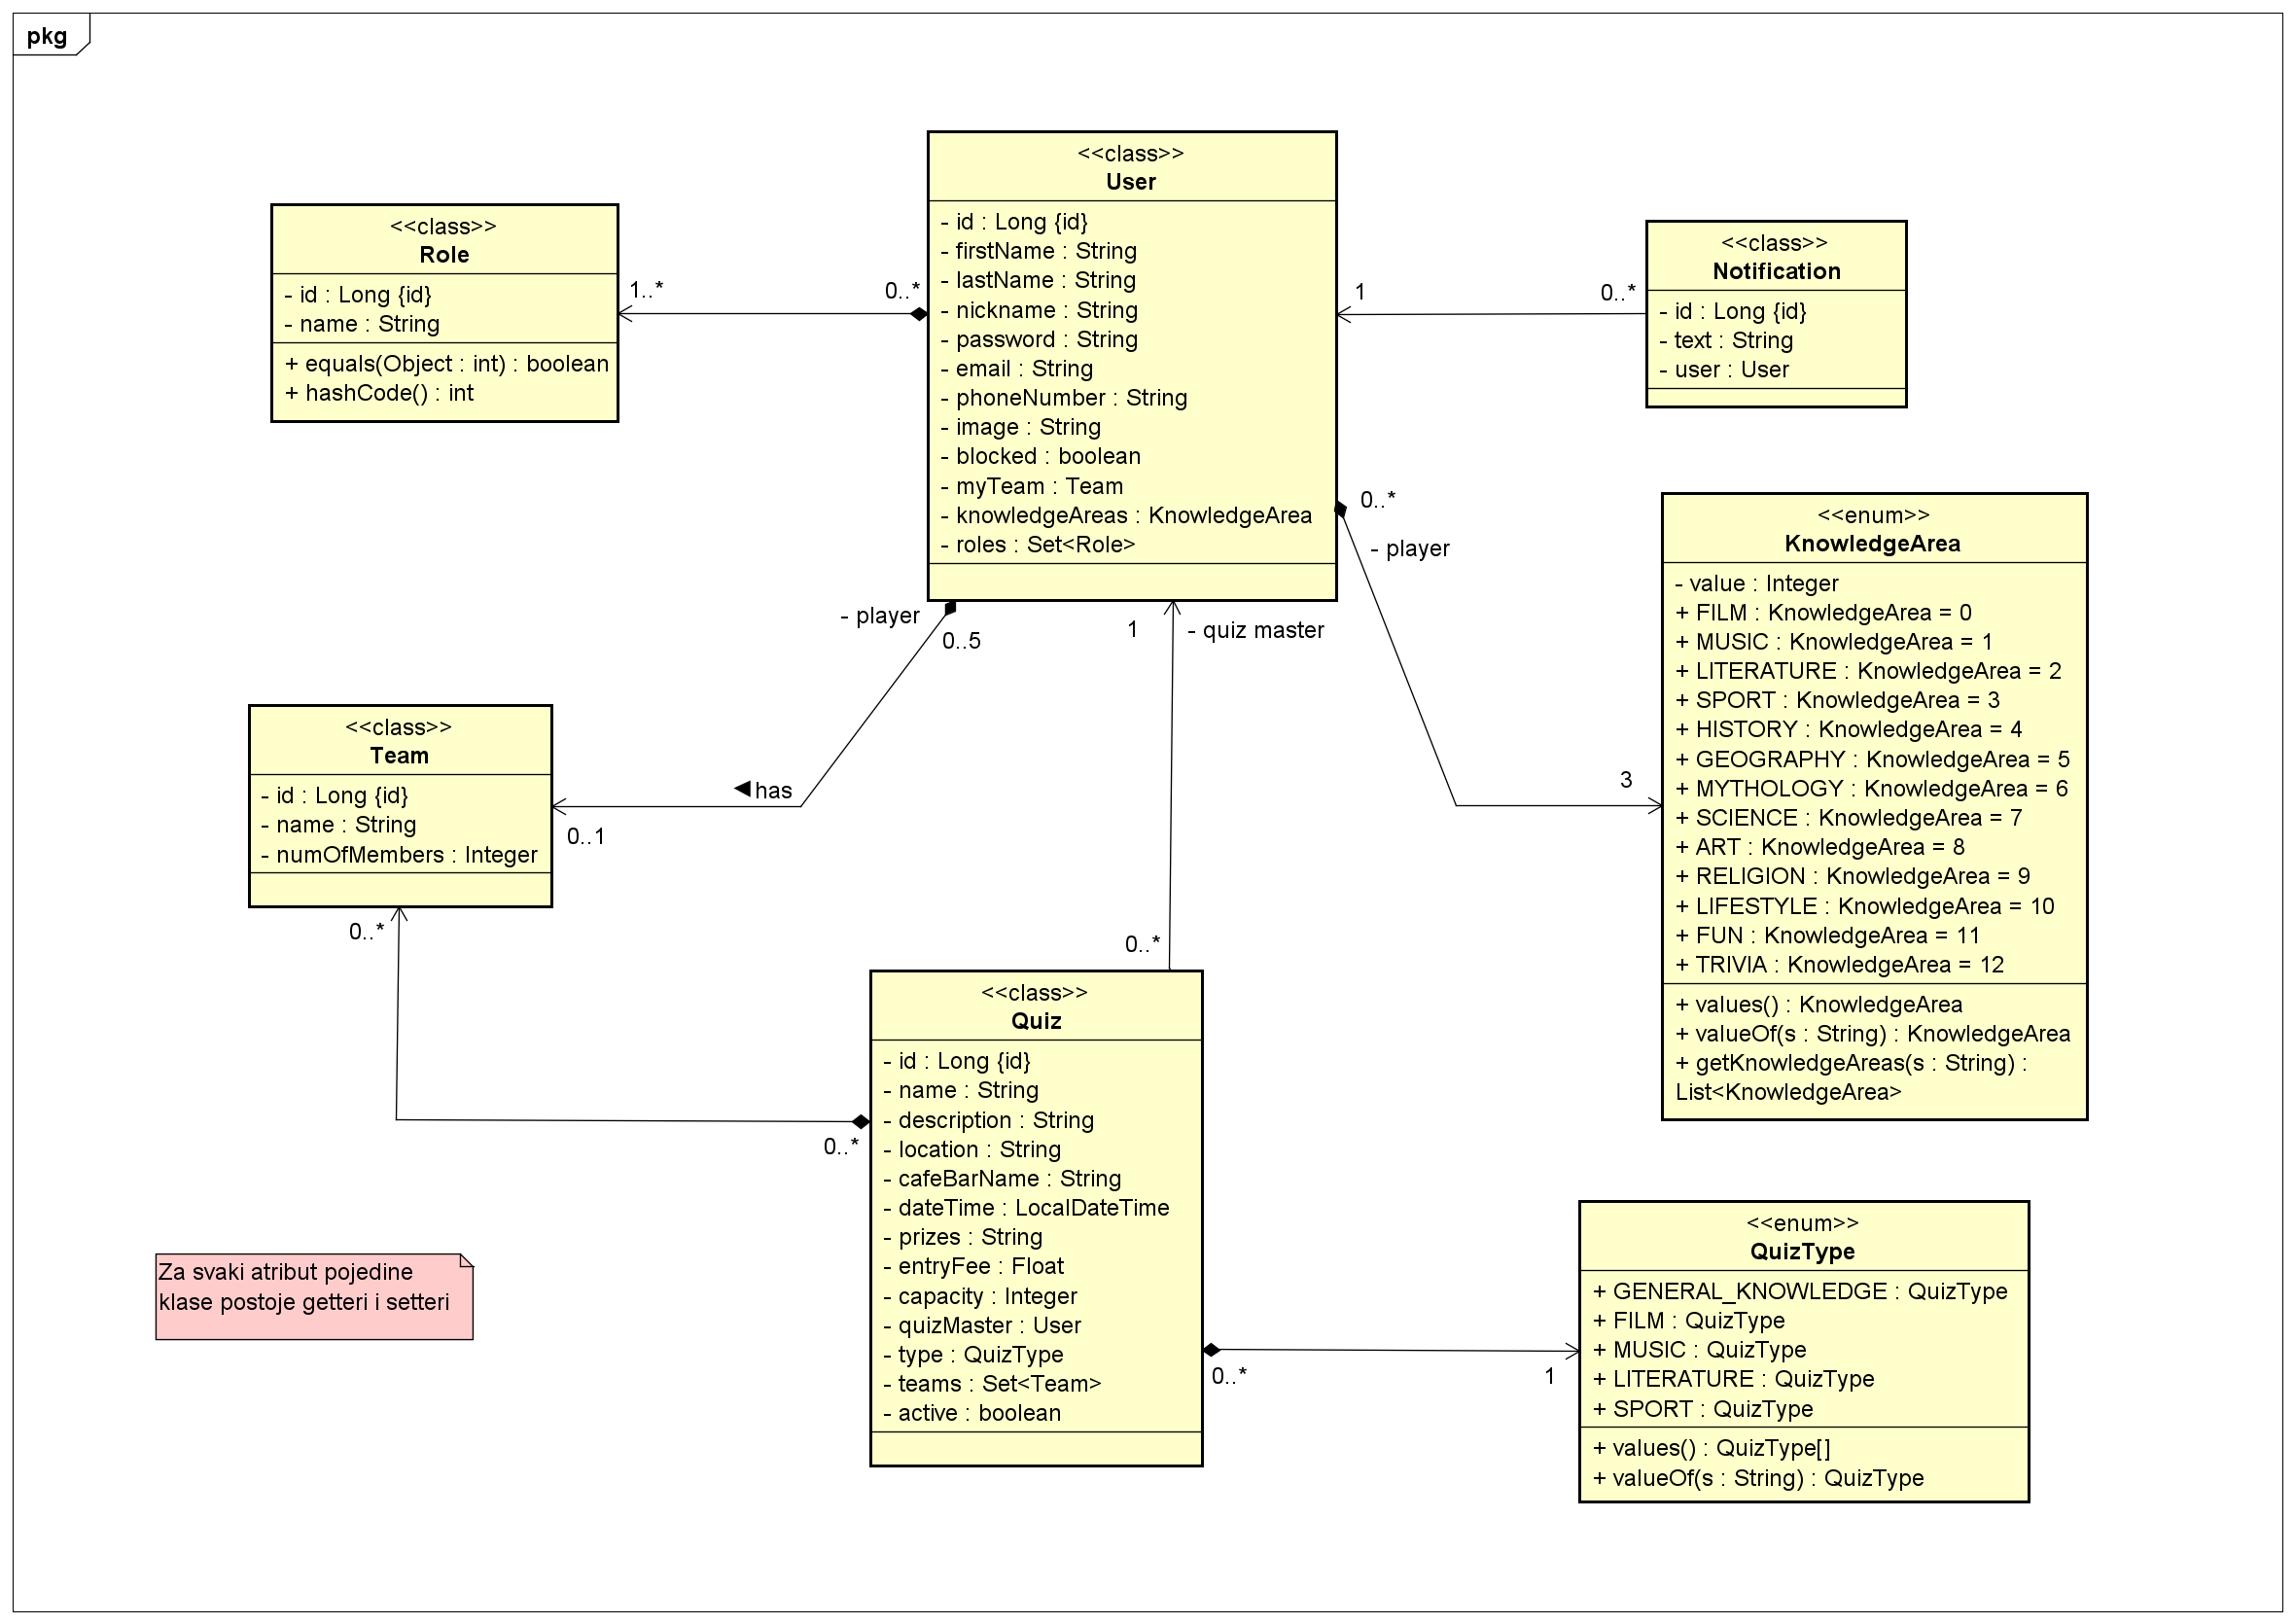 pkg
<<class>>
User
- id : Long {id}
- firstName : String
- lastName : String
- nickname : String
- password : String
- email : String
- phoneNumber : String
- image : String
- blocked : boolean
- myTeam : Team
- knowledgeAreas : KnowledgeArea
- roles : Set<Role>
<<class>>
Role
- id : Long {id}
- name : String
+ equals(Object : int) : boolean
+ hashCode() : int
1..*
0..*
<<class>>
Notification
- id : Long {id}
- text : String
- user : User
1
0..*
0..*
- player
3
<<enum>>
KnowledgeArea
- value : Integer
+ FILM : KnowledgeArea = 0
+ MUSIC : KnowledgeArea = 1
+ LITERATURE : KnowledgeArea = 2
+ SPORT : KnowledgeArea = 3
+ HISTORY : KnowledgeArea = 4
+ GEOGRAPHY : KnowledgeArea = 5
+ MYTHOLOGY : KnowledgeArea = 6
+ SCIENCE : KnowledgeArea = 7
+ ART : KnowledgeArea = 8
+ RELIGION : KnowledgeArea = 9
+ LIFESTYLE : KnowledgeArea = 10
+ FUN : KnowledgeArea = 11
+ TRIVIA : KnowledgeArea = 12
+ values() : KnowledgeArea
+ valueOf(s : String) : KnowledgeArea
+ getKnowledgeAreas(s : String) :
List<KnowledgeArea>
- player
0..5
1
- quiz master
has
0..1
<<class>>
Team
- id : Long {id}
- name : String
- numOfMembers : Integer
0..*
0..*
0..*
<<class>>
Quiz
- id : Long {id}
- name : String
- description : String
- location : String
- cafeBarName : String
- dateTime : LocalDateTime
- prizes : String
- entryFee : Float
- capacity : Integer
- quizMaster : User
- type : QuizType
- teams : Set<Team>
- active : boolean
0..*
1
<<enum>>
QuizType
+ GENERAL_KNOWLEDGE : QuizType
+ FILM : QuizType
+ MUSIC : QuizType
+ LITERATURE : QuizType
+ SPORT : QuizType
+ values() : QuizType[]
+ valueOf(s : String) : QuizType
Za svaki atribut pojedine
klase postoje getteri i setteri